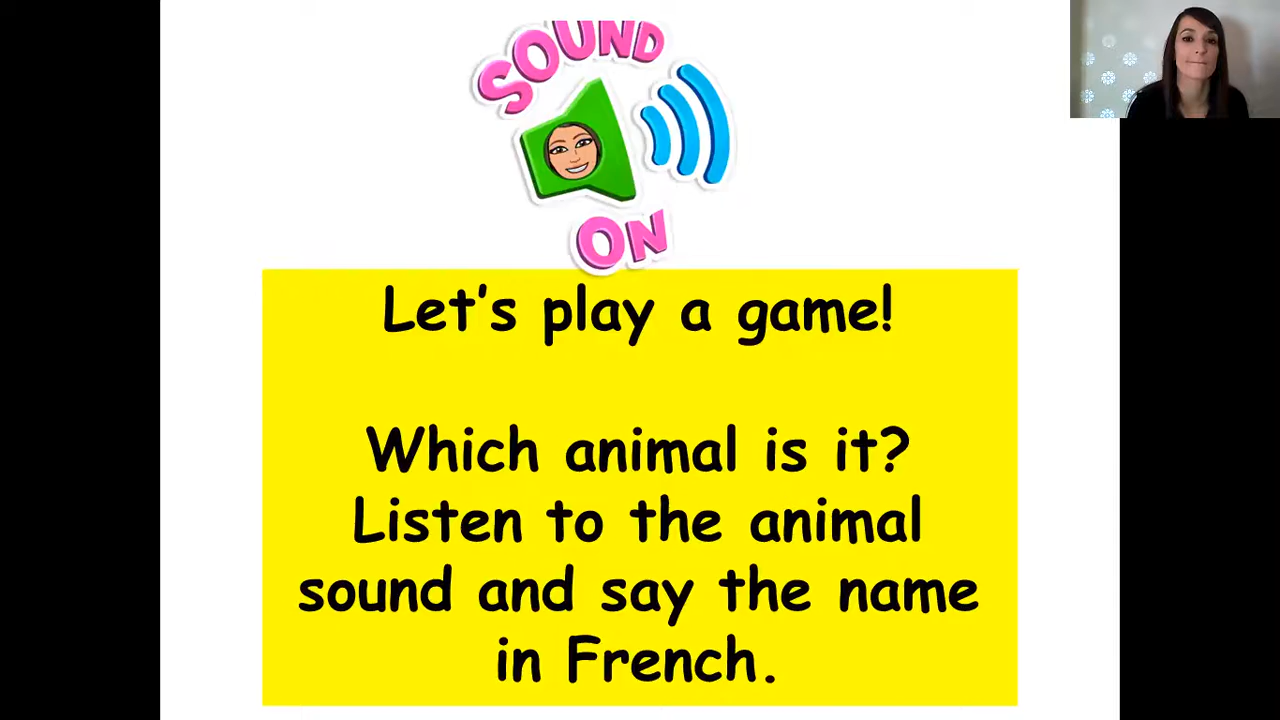 SOUND
ON
Let's play a game!
Which animal is it?
Listen to the animal
sound and say the name
in French.